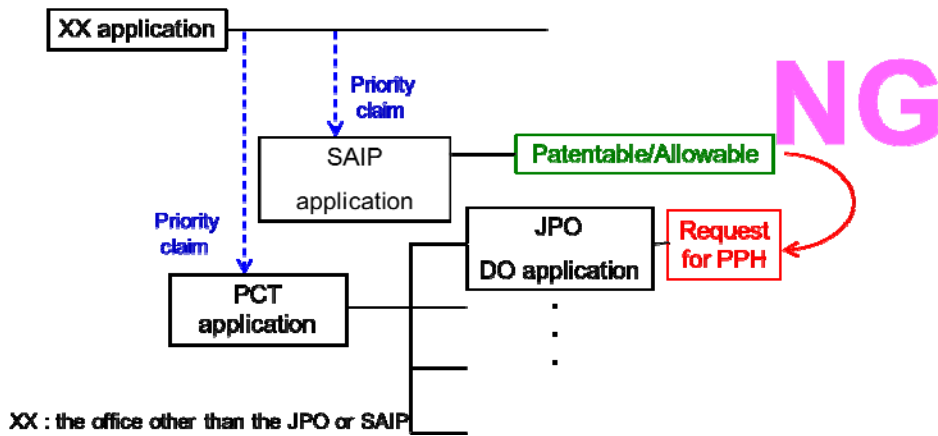 XX application
NG
Priority
claim
SAIP
application
Patentable/Allowable
Priority
claim
JPO
DO application
Request
for PPH
PCT
application
XX : the office other than the JPO or SAIP